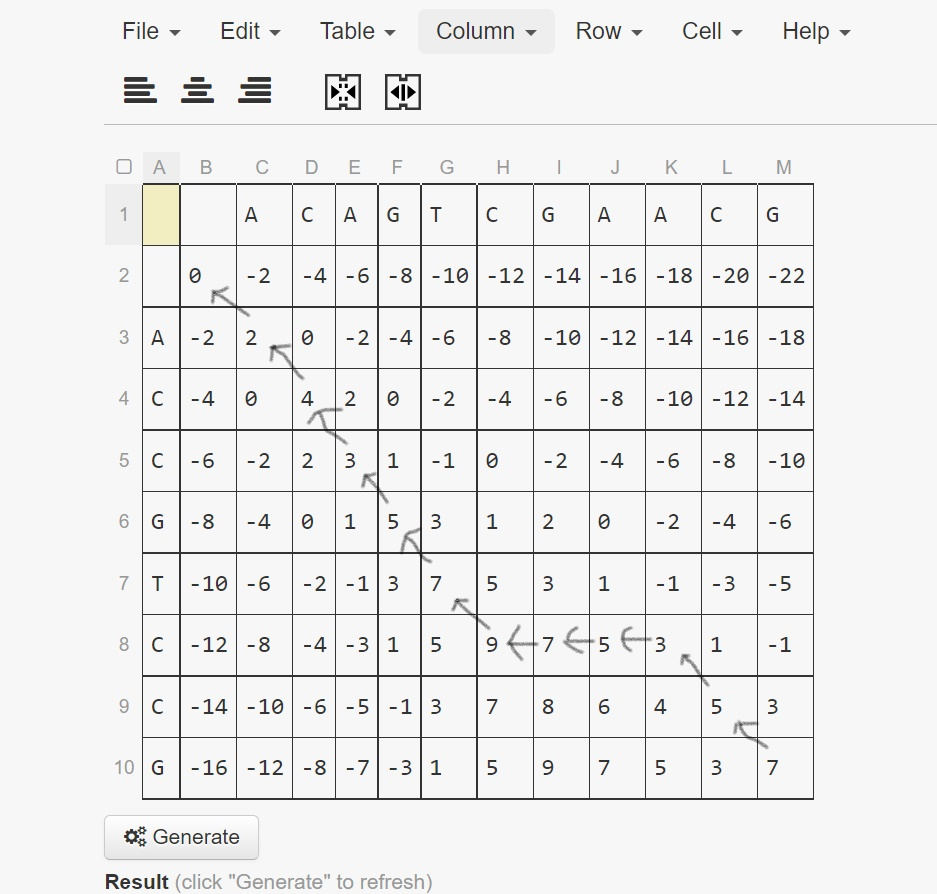 File Edit Table Column Row Cell Help
A B C D E F G H I J K L M
1 A C A G T C G A A C G
2 0 -2 -4 -6 -8 -10 -12 -14 -16 -18 -20 -22
3 A -2 2 0 -2 -4 -6 -8 -10 -12 -14 -16 -18
4 C -4 0 4 2 0 -2 -4 -6 -8 -10 -12 -14
5 C -6 -2 2 3 1 -1 0 -2 -4 -6 -8 -10
6 G -8 -4 0 1 5 3 1 2 0 -2 -4 -6
7 T -10 -6 -2 -1 3 7 5 3 1 -1 -3 -5
8 C -12 -8 -4 -3 1 5 9 7 5 3 1 -1
9 C -14 -10 -6 -5 -1 3 7 8 6 4 5 3
10 G -16 -12 -8 -7 -3 1 5 9 7 5 3 7
Generate
Result (click "Generate" to refresh)